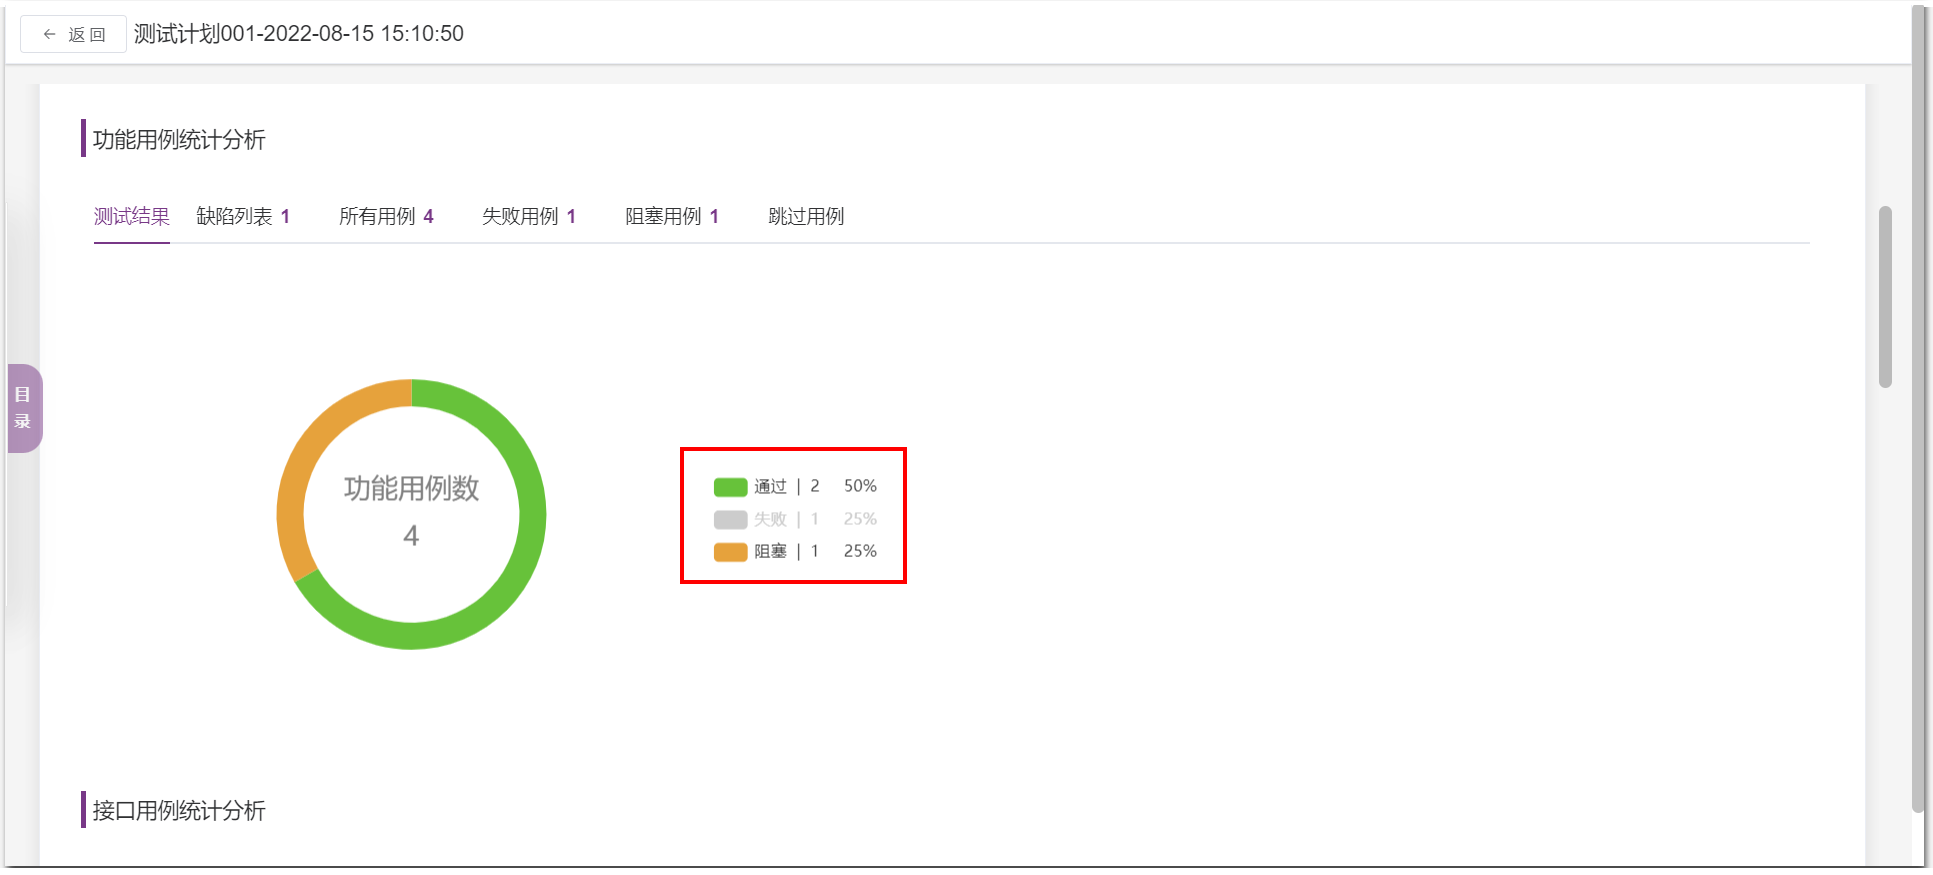 ← 返 回 测试计划001-2022-08-15 15:10:50
功能用例统计分析
测试结果 缺陷列表 1 所有用例 4 失败用例 1 阻塞用例 1 跳过用例
目
录
功能用例数
4
通过 | 2 50%
失败 | 1 25%
阻塞 | 1 25%
接口用例统计分析